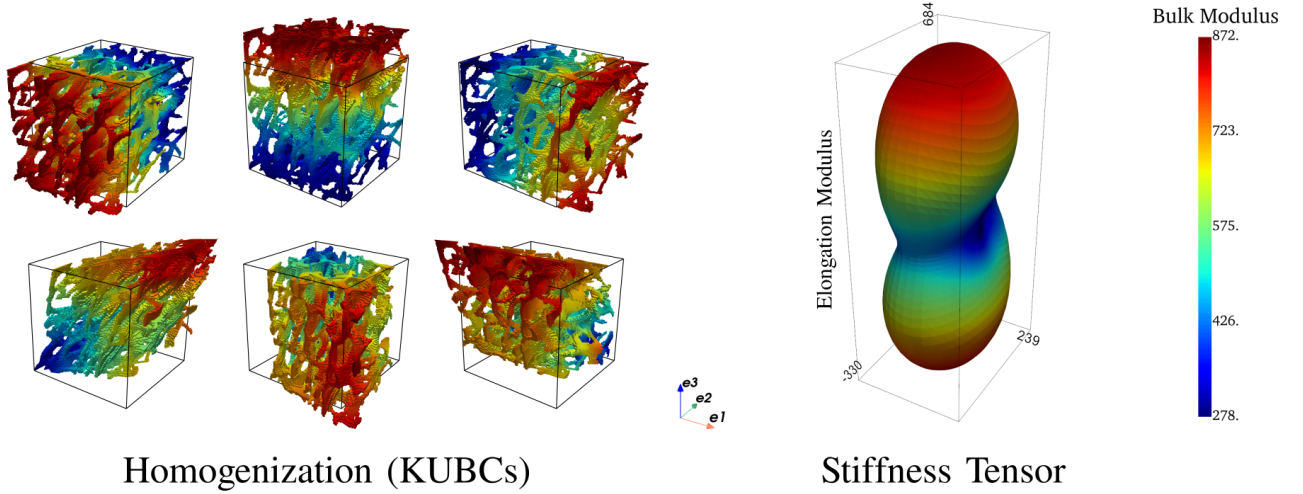 684
Bulk Modulus
872.
723.
575.
426.
278.
Elongation Modulus
239
-330
e3
e2
e1
Homogenization (KUBCs)
Stiffness Tensor